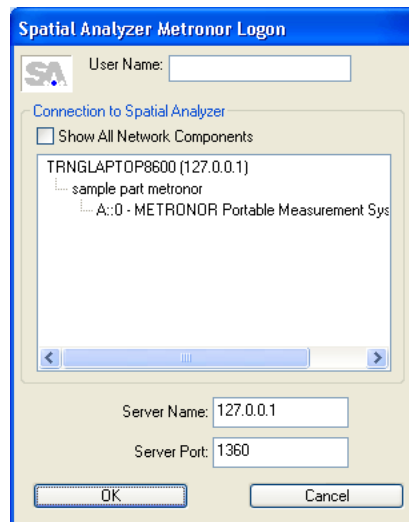 Spatial Analyzer Metronor Logon
SA
User Name:
Connection to Spatial Analyzer
Show All Network Components
TRNGLAPTOP8600 (127.0.0.1)
sample part metronor
A::0 - METRONOR Portable Measurement Sys
Server Name: 127.0.0.1
Server Port: 1360
OK Cancel